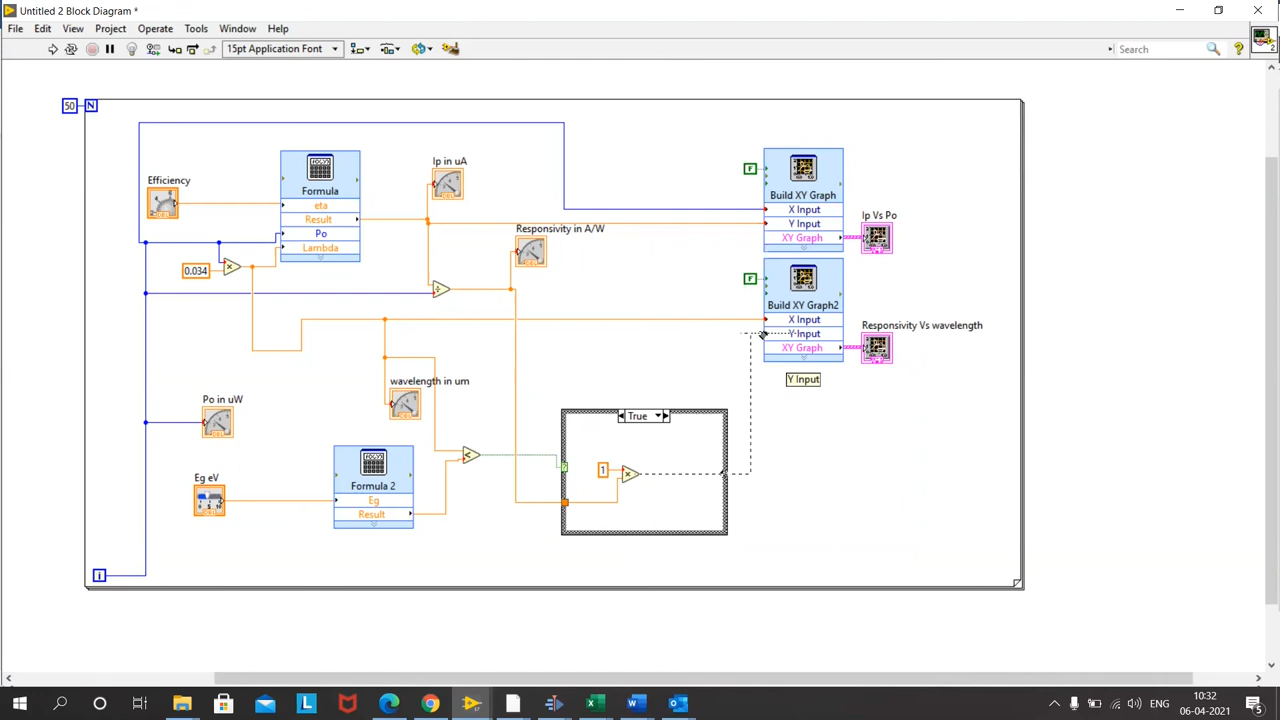 Untitled 2 Block Diagram *
File Edit View Project Operate Tools Window Help
15pt Application Font
Search
2
50
N
Efficiency
Formula
eta
Result
Po
Lambda
0.034
Ip in uA
Responsivity in A/W
F
Build XY Graph
X Input
Y Input
XY Graph
Ip Vs Po
F
Build XY Graph2
X Input
Y Input
XY Graph
Responsivity Vs wavelength
Y Input
wavelength in um
Po in uW
Eg eV
Formula 2
Eg
Result
True
1
i
L
W
ENG
10:32
06-04-2021
5